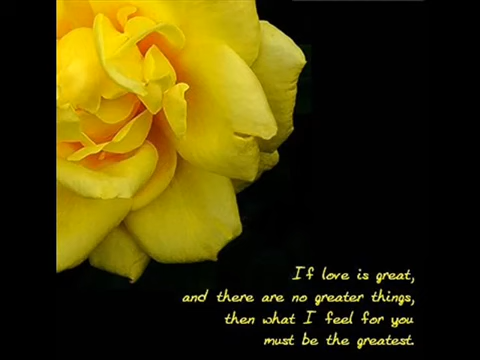 If love is great,
and there are no greater things,
then what I feel for you
must be the greatest.